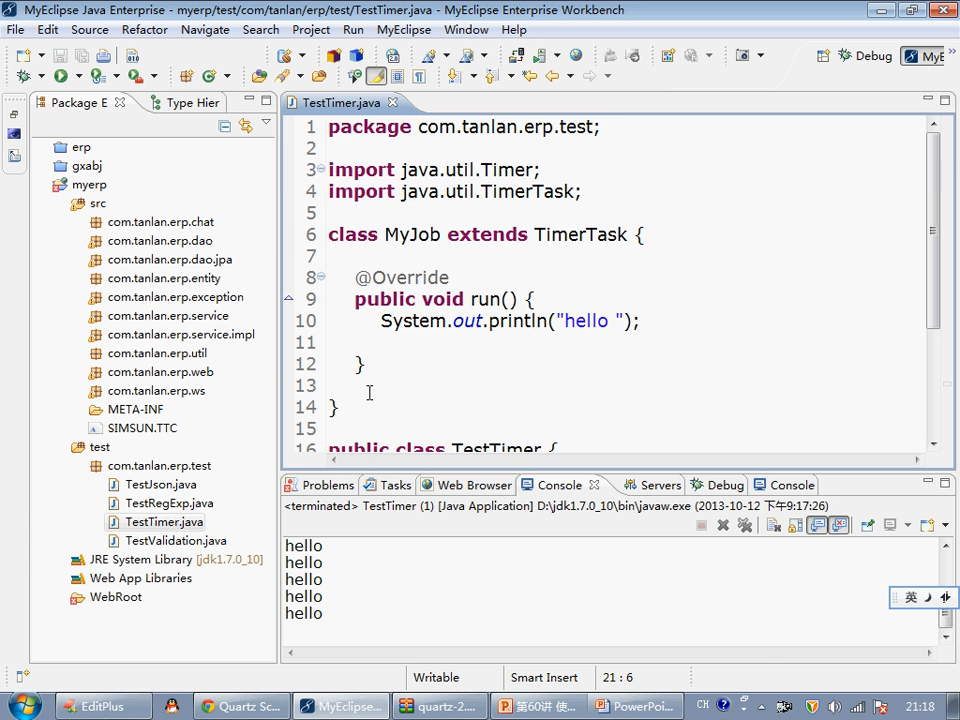 MyEclipse Java Enterprise - myerp/test/com/tanlan/erp/test/TestTimer.java - MyEclipse Enterprise Workbench
File Edit Source Refactor Navigate Search Project Run MyEclipse Window Help
Debug MyE
Package E Type Hier
erp
gxabj
myerp
src
com.tanlan.erp.chat
com.tanlan.erp.dao
com.tanlan.erp.dao.jpa
com.tanlan.erp.entity
com.tanlan.erp.exception
com.tanlan.erp.service
com.tanlan.erp.service.impl
com.tanlan.erp.util
com.tanlan.erp.web
com.tanlan.erp.ws
META-INF
SIMSUN.TTC
test
com.tanlan.erp.test
TestJson.java
TestRegExp.java
TestTimer.java
TestValidation.java
JRE System Library [jdk1.7.0_10]
Web App Libraries
WebRoot
TestTimer.java
1 package com.tanlan.erp.test;
2
3 import java.util.Timer;
4 import java.util.TimerTask;
5
6 class MyJob extends TimerTask {
7
8 @Override
9 public void run() {
10 System.out.println("hello ");
11
12 }
13
14 }
15
16 public class TestTimer {
Problems Tasks Web Browser Console Servers Debug Console
<terminated> TestTimer (1) [Java Application] D:\jdk1.7.0_10\bin\javaw.exe (2013-10-12 下午9:17:26)
hello
hello
hello
hello
hello
英
Writable Smart Insert 21 : 6
EditPlus Quartz Sc... MyEclipse... quartz-2.... 第60讲 使... PowerPoi... CH 21:18